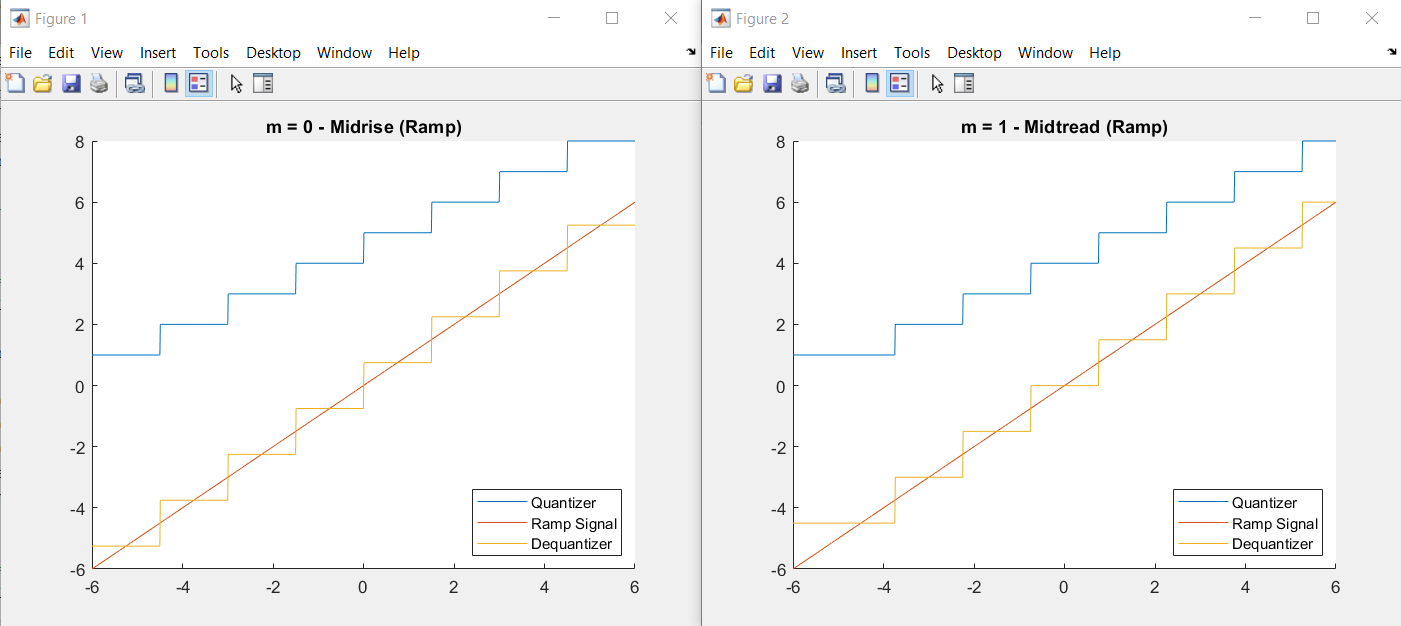 Figure 1
File Edit View Insert Tools Desktop Window Help
m = 0 - Midrise (Ramp)
8
6
4
2
0
-2
-4
-6
-6 -4 -2 0 2 4 6
Quantizer
Ramp Signal
Dequantizer
Figure 2
File Edit View Insert Tools Desktop Window Help
m = 1 - Midtread (Ramp)
8
6
4
2
0
-2
-4
-6
-6 -4 -2 0 2 4 6
Quantizer
Ramp Signal
Dequantizer